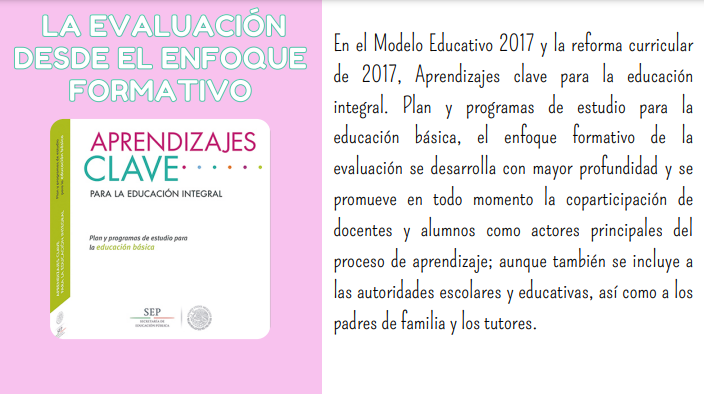 LA EVALUACIÓN
DESDE EL ENFOQUE
FORMATIVO
APRENDIZAJES
CLAVE
PARA LA EDUCACIÓN INTEGRAL
Plan y programas de estudio para
la educación básica
SEP
SECRETARÍA DE
EDUCACIÓN PÚBLICA
En el Modelo Educativo 2017 y la reforma curricular
de 2017, Aprendizajes clave para la educación
integral. Plan y programas de estudio para la
educación básica, el enfoque formativo de la
evaluación se desarrolla con mayor profundidad y se
promueve en todo momento la coparticipación de
docentes y alumnos como actores principales del
proceso de aprendizaje; aunque también se incluye a
las autoridades escolares y educativas, así como a los
padres de familia y los tutores.